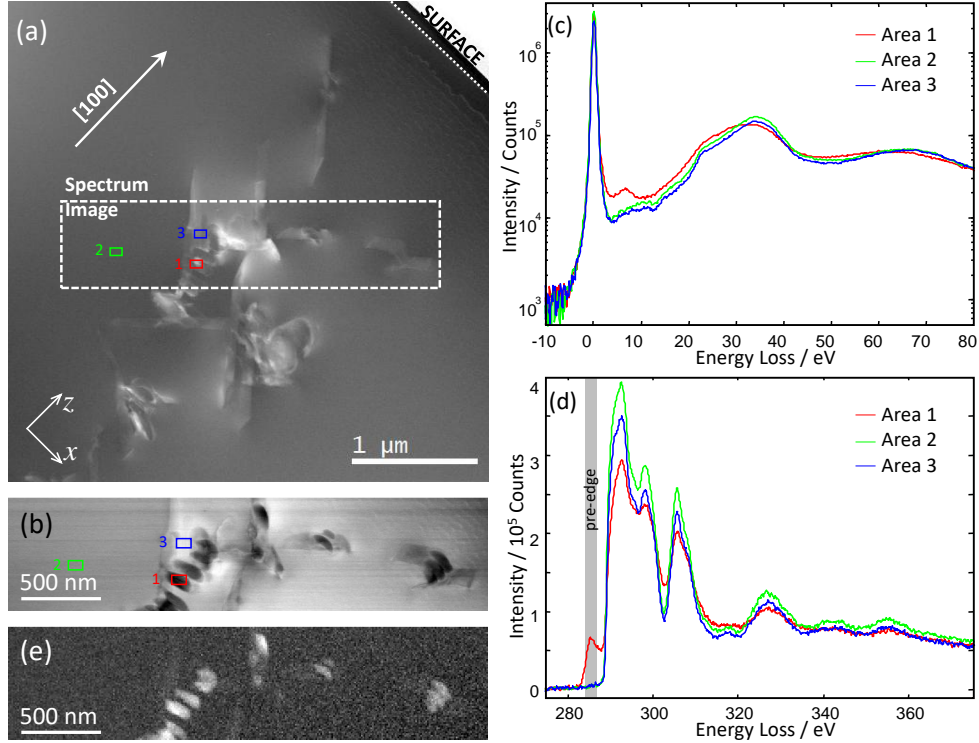 (a)
SURFACE
[100]
Spectrum
Image
3
2
1
z
x
1 μm
(b)
3
2
1
500 nm
(e)
500 nm
(c)
Area 1
Area 2
Area 3
Intensity / Counts
10^6
10^5
10^4
10^3
-10 0 10 20 30 40 50 60 70 80
Energy Loss / eV
(d)
Area 1
Area 2
Area 3
pre-edge
Intensity / 10^5 Counts
4
3
2
1
0
280 300 320 340 360
Energy Loss / eV